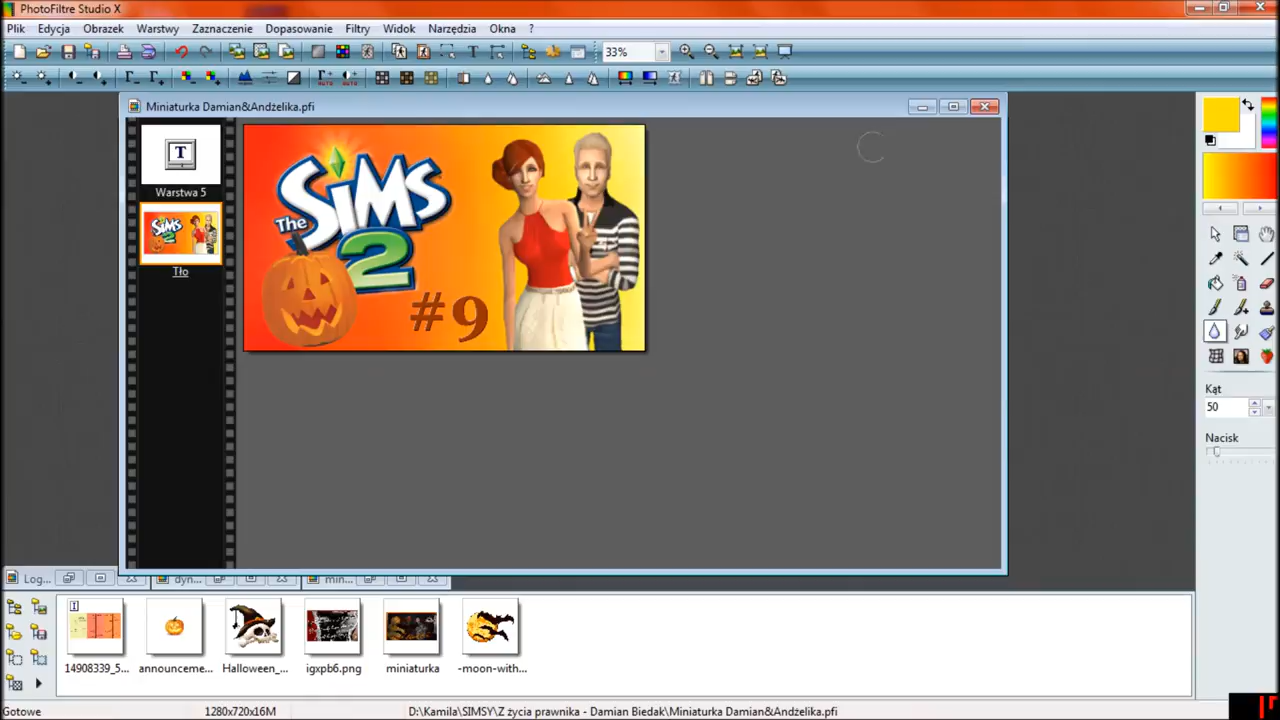 PhotoFiltre Studio X
Plik Edycja Obrazek Warstwy Zaznaczenie Dopasowanie Filtry Widok Narzędzia Okna ?
33%
Miniaturka Damian&Andżelika.pfi
T
Warstwa 5
Tło
The SiMS 2
#9
Kąt
50
Nacisk
Log... dyn... min...
14908339_5... announceme... Halloween_... igxpb6.png miniaturka -moon-with...
Gotowe 1280x720x16M D:\Kamila\SIMSY\Z życia prawnika - Damian Biedak\Miniaturka Damian&Andżelika.pfi